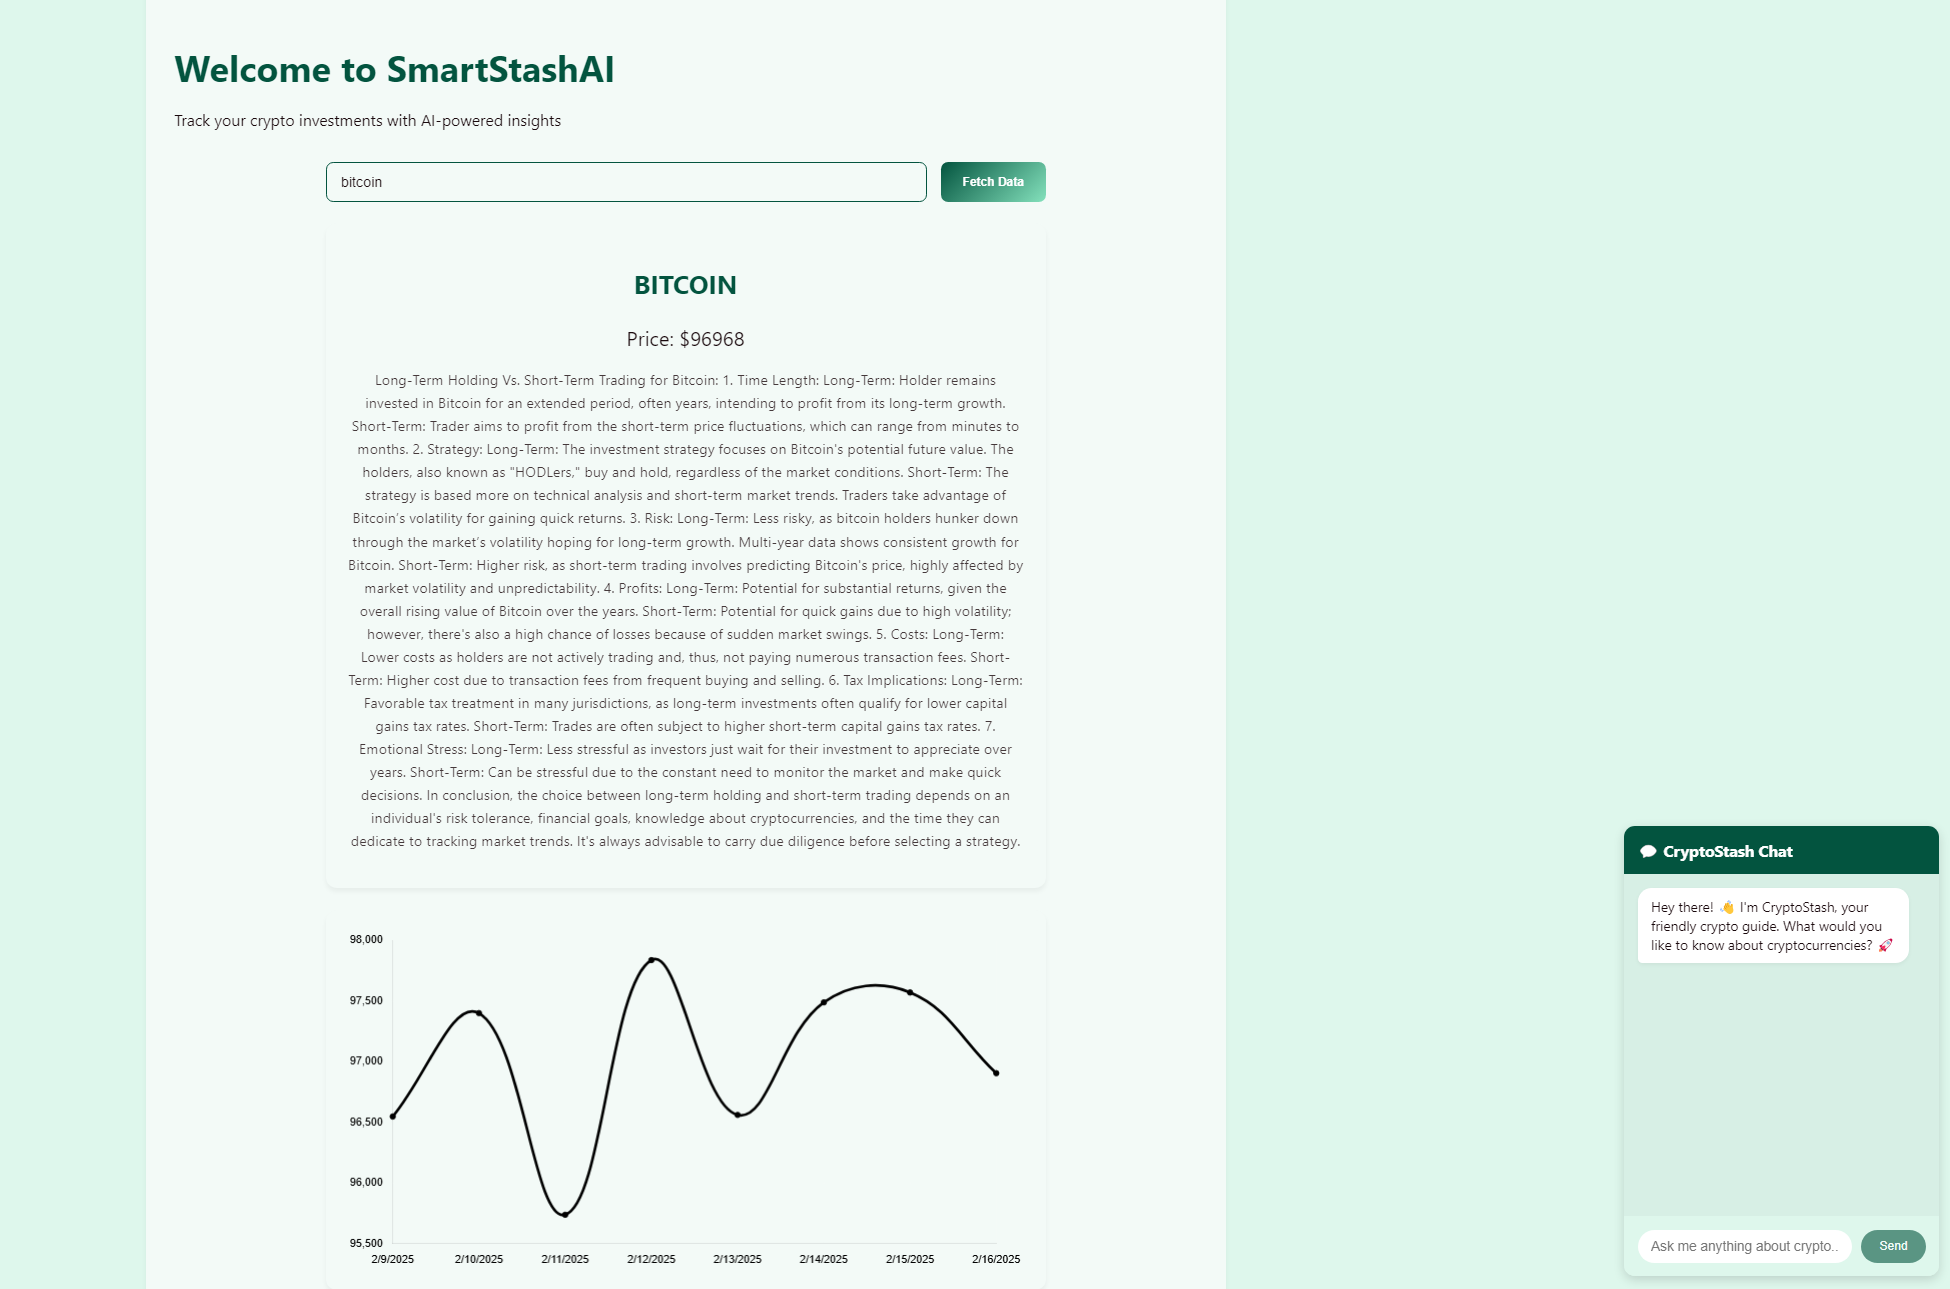 Welcome to SmartStashAI
Track your crypto investments with AI-powered insights
bitcoin
Fetch Data
BITCOIN
Price: $96968
Long-Term Holding Vs. Short-Term Trading for Bitcoin: 1. Time Length: Long-Term: Holder remains
invested in Bitcoin for an extended period, often years, intending to profit from its long-term growth.
Short-Term: Trader aims to profit from the short-term price fluctuations, which can range from minutes to
months. 2. Strategy: Long-Term: The investment strategy focuses on Bitcoin's potential future value. The
holders, also known as "HODLers," buy and hold, regardless of the market conditions. Short-Term: The
strategy is based more on technical analysis and short-term market trends. Traders take advantage of
Bitcoin's volatility for gaining quick returns. 3. Risk: Long-Term: Less risky, as bitcoin holders hunker down
through the market's volatility hoping for long-term growth. Multi-year data shows consistent growth for
Bitcoin. Short-Term: Higher risk, as short-term trading involves predicting Bitcoin's price, highly affected by
market volatility and unpredictability. 4. Profits: Long-Term: Potential for substantial returns, given the
overall rising value of Bitcoin over the years. Short-Term: Potential for quick gains due to high volatility;
however, there's also a high chance of losses because of sudden market swings. 5. Costs: Long-Term:
Lower costs as holders are not actively trading and, thus, not paying numerous transaction fees. Short-
Term: Higher cost due to transaction fees from frequent buying and selling. 6. Tax Implications: Long-Term:
Favorable tax treatment in many jurisdictions, as long-term investments often qualify for lower capital
gains tax rates. Short-Term: Trades are often subject to higher short-term capital gains tax rates. 7.
Emotional Stress: Long-Term: Less stressful as investors just wait for their investment to appreciate over
years. Short-Term: Can be stressful due to the constant need to monitor the market and make quick
decisions. In conclusion, the choice between long-term holding and short-term trading depends on an
individual's risk tolerance, financial goals, knowledge about cryptocurrencies, and the time they can
dedicate to tracking market trends. It's always advisable to carry due diligence before selecting a strategy.
98,000
97,500
97,000
96,500
96,000
95,500
2/9/2025 2/10/2025 2/11/2025 2/12/2025 2/13/2025 2/14/2025 2/15/2025 2/16/2025
CryptoStash Chat
Hey there! 👋 I'm CryptoStash, your
friendly crypto guide. What would you
like to know about cryptocurrencies? 🚀
Ask me anything about crypto..
Send